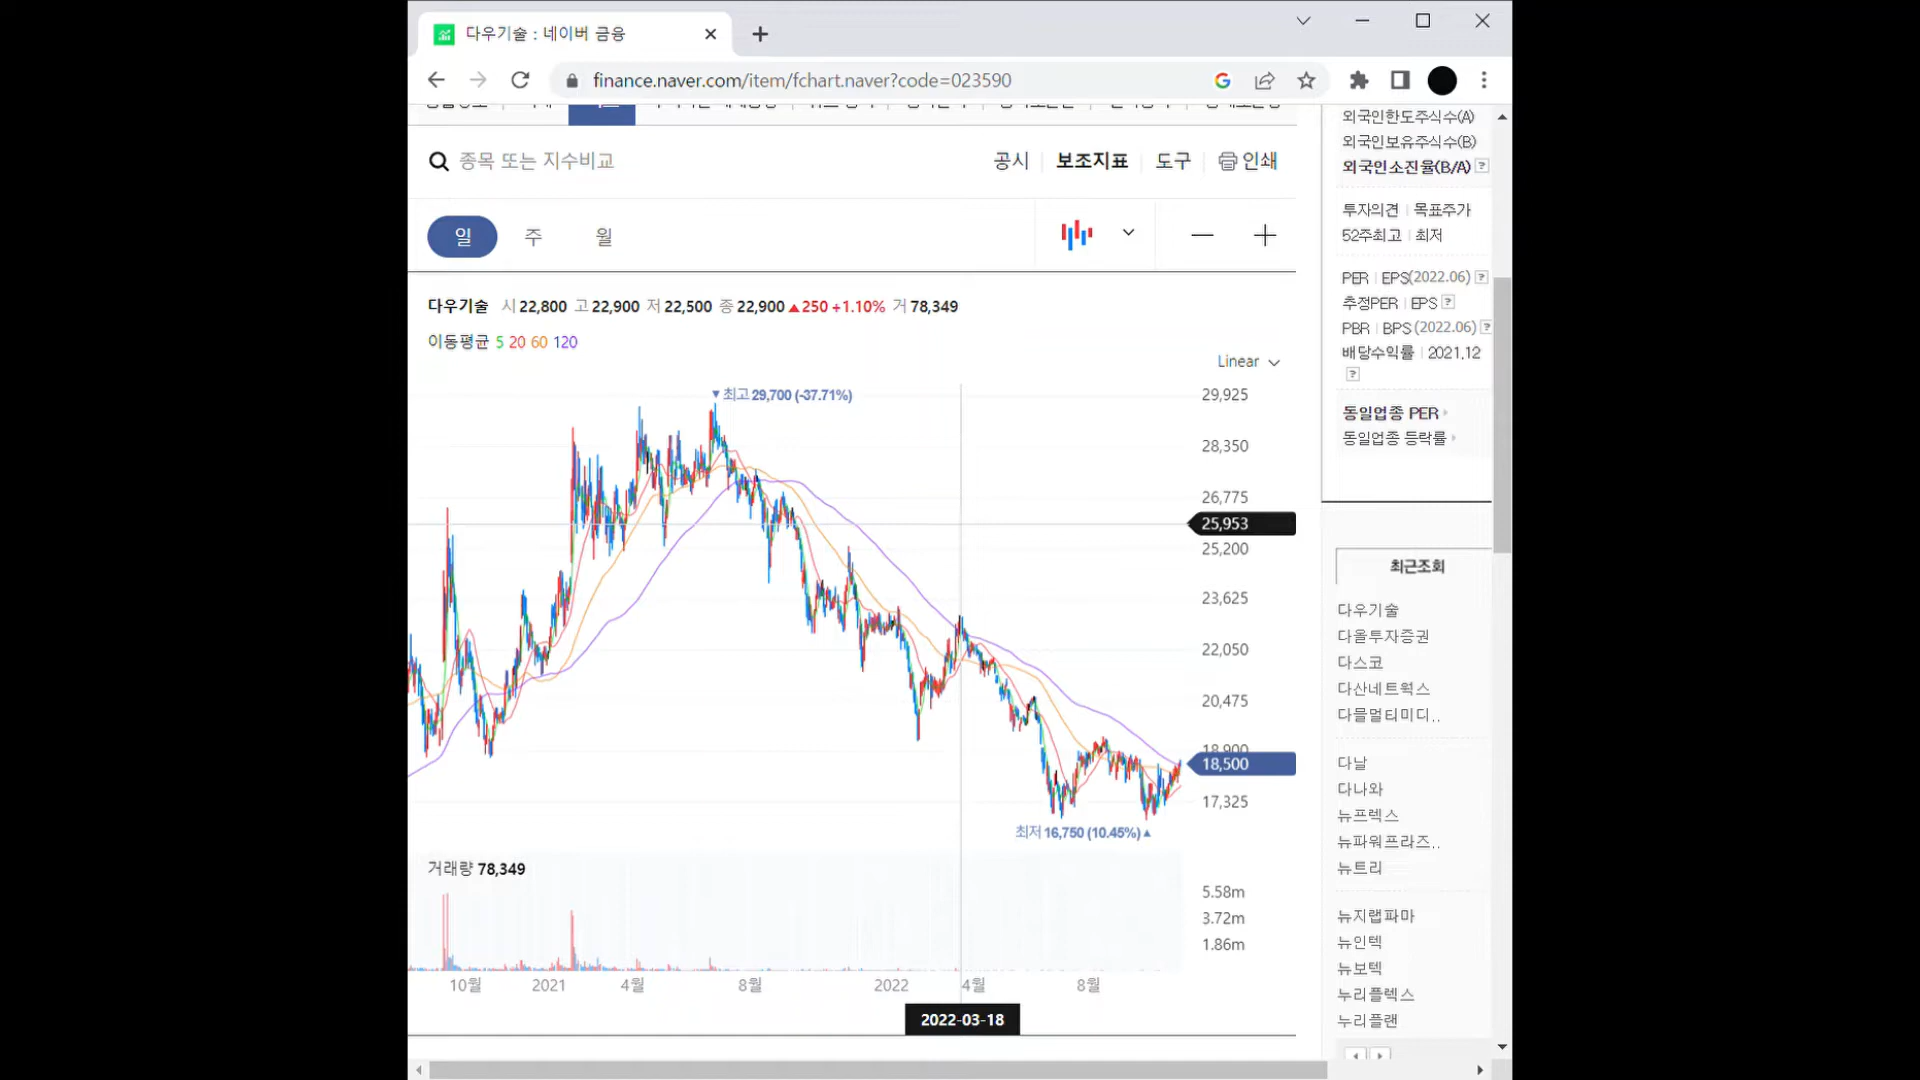 다우기술 : 네이버 금융
finance.naver.com/item/fchart.naver?code=023590
종목 또는 지수비교
공시 보조지표 도구 인쇄
일 주 월
다우기술 시 22,800 고 22,900 저 22,500 종 22,900 ▲250 +1.10% 거 78,349
이동평균 5 20 60 120
Linear
▼최고 29,700 (-37.71%)
29,925
28,350
26,775
25,953
25,200
23,625
22,050
20,475
18,900
18,500
17,325
최저 16,750 (10.45%)▲
거래량 78,349
5.58m
3.72m
1.86m
10월 2021 4월 8월 2022 4월 8월
2022-03-18
외국인한도주식수(A)
외국인보유주식수(B)
외국인소진율(B/A) ?
투자의견 | 목표주가
52주최고 | 최저
PER | EPS(2022.06) ?
추정PER | EPS ?
PBR | BPS (2022.06) ?
배당수익률 | 2021.12
?
동일업종 PER
동일업종 등락률
최근조회
다우기술
다올투자증권
다스코
다산네트웍스
다믈멀티미디..
다날
다나와
뉴프렉스
뉴파워프라즈..
뉴트리
뉴지랩파마
뉴인텍
뉴보텍
누리플렉스
누리플랜